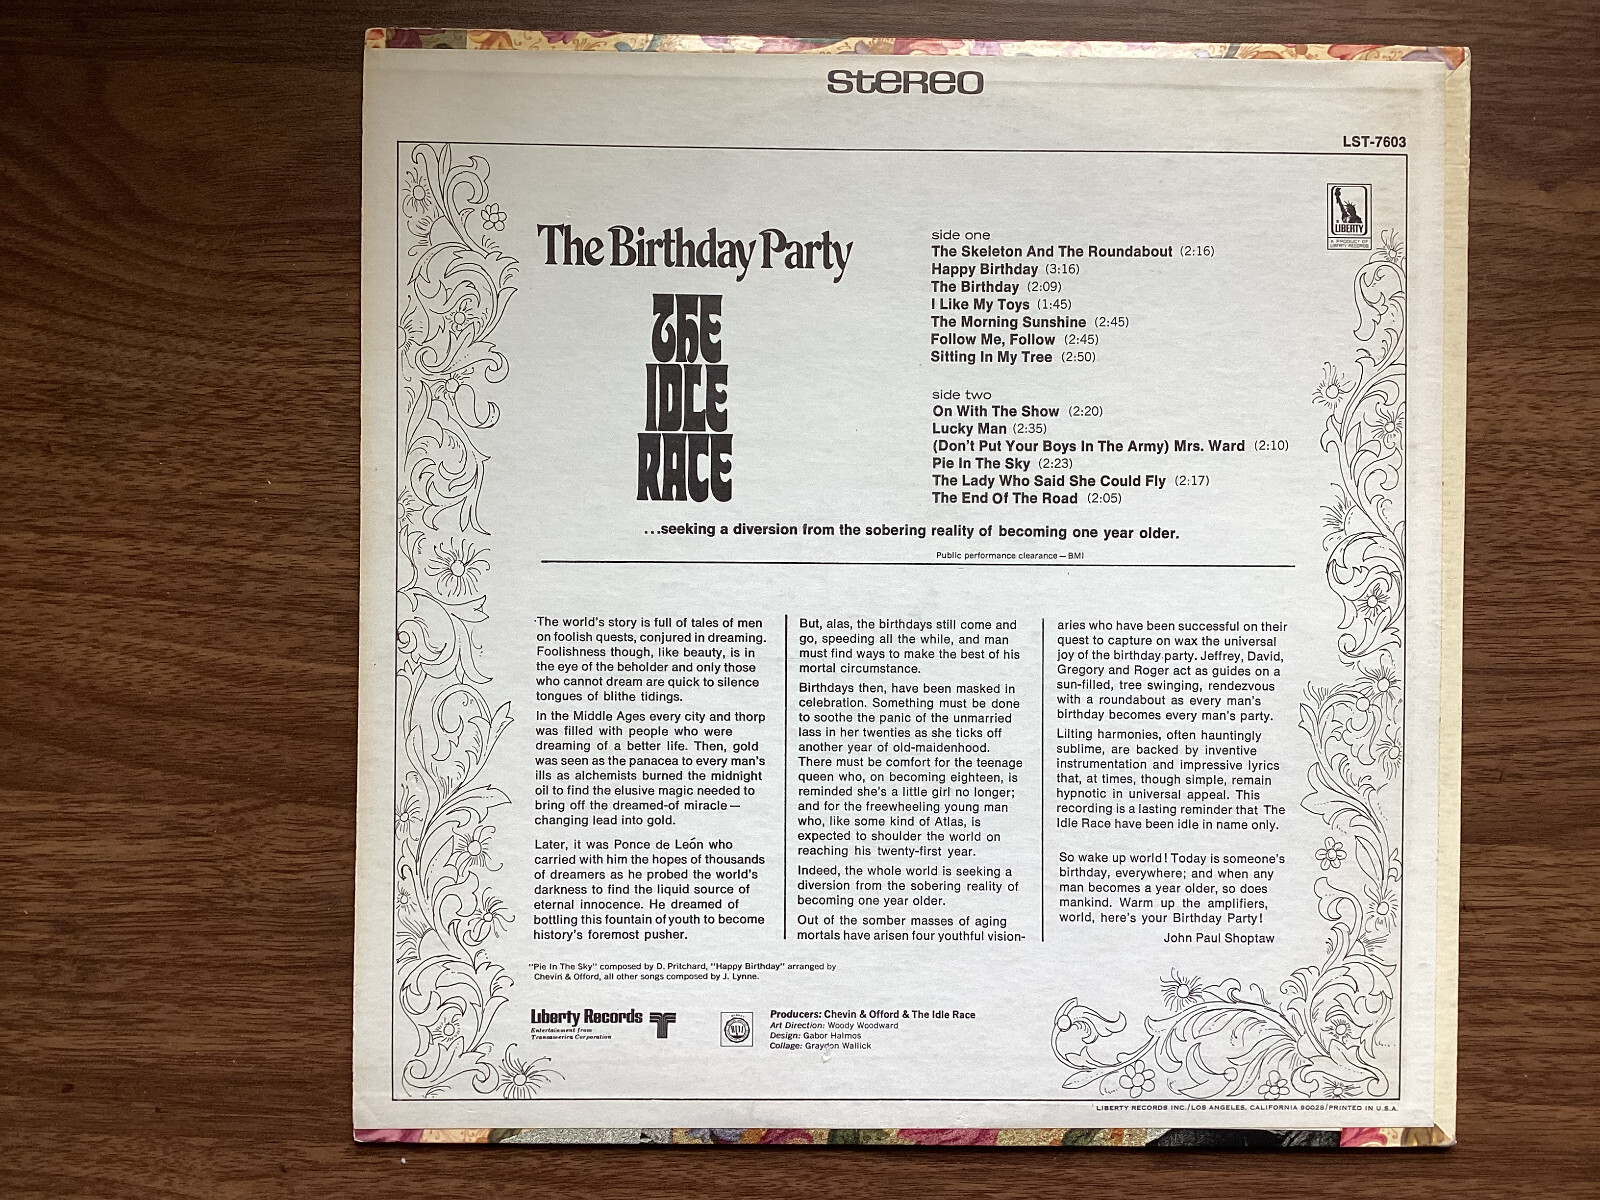 stereo
LST-7603
LIBERTY
A PRODUCT OF
LIBERTY RECORDS
The Birthday Party
THE
IDLE
RACE
side one
The Skeleton And The Roundabout (2:16)
Happy Birthday (3:16)
The Birthday (2:09)
I Like My Toys (1:45)
The Morning Sunshine (2:45)
Follow Me, Follow (2:45)
Sitting In My Tree (2:50)
side two
On With The Show (2:20)
Lucky Man (2:35)
(Don't Put Your Boys In The Army) Mrs. Ward (2:10)
Pie In The Sky (2:23)
The Lady Who Said She Could Fly (2:17)
The End Of The Road (2:05)
...seeking a diversion from the sobering reality of becoming one year older.
Public performance clearance — BMI
The world's story is full of tales of men
on foolish quests, conjured in dreaming.
Foolishness though, like beauty, is in
the eye of the beholder and only those
who cannot dream are quick to silence
tongues of blithe tidings.
In the Middle Ages every city and thorp
was filled with people who were
dreaming of a better life. Then, gold
was seen as the panacea to every man's
ills as alchemists burned the midnight
oil to find the elusive magic needed to
bring off the dreamed-of miracle —
changing lead into gold.
Later, it was Ponce de León who
carried with him the hopes of thousands
of dreamers as he probed the world's
darkness to find the liquid source of
eternal innocence. He dreamed of
bottling this fountain of youth to become
history's foremost pusher.
But, alas, the birthdays still come and
go, speeding all the while, and man
must find ways to make the best of his
mortal circumstance.
Birthdays then, have been masked in
celebration. Something must be done
to soothe the panic of the unmarried
lass in her twenties as she ticks off
another year of old-maidenhood.
There must be comfort for the teenage
queen who, on becoming eighteen, is
reminded she's a little girl no longer;
and for the freewheeling young man
who, like some kind of Atlas, is
expected to shoulder the world on
reaching his twenty-first year.
Indeed, the whole world is seeking a
diversion from the sobering reality of
becoming one year older.
Out of the somber masses of aging
mortals have arisen four youthful vision-
aries who have been successful on their
quest to capture on wax the universal
joy of the birthday party. Jeffrey, David,
Gregory and Roger act as guides on a
sun-filled, tree swinging, rendezvous
with a roundabout as every man's
birthday becomes every man's party.
Lilting harmonies, often hauntingly
sublime, are backed by inventive
instrumentation and impressive lyrics
that, at times, though simple, remain
hypnotic in universal appeal. This
recording is a lasting reminder that The
Idle Race have been idle in name only.
So wake up world! Today is someone's
birthday, everywhere; and when any
man becomes a year older, so does
mankind. Warm up the amplifiers,
world, here's your Birthday Party!
John Paul Shoptaw
"Pie In The Sky" composed by D. Pritchard, "Happy Birthday" arranged by
Chevin & Offord, all other songs composed by J. Lynne.
Liberty Records
Entertainment from
Transamerica Corporation
Producers: Chevin & Offord & The Idle Race
Art Direction: Woody Woodward
Design: Gabor Halmos
Collage: Graydon Wallick
LIBERTY RECORDS INC./LOS ANGELES, CALIFORNIA 90028/PRINTED IN U.S.A.